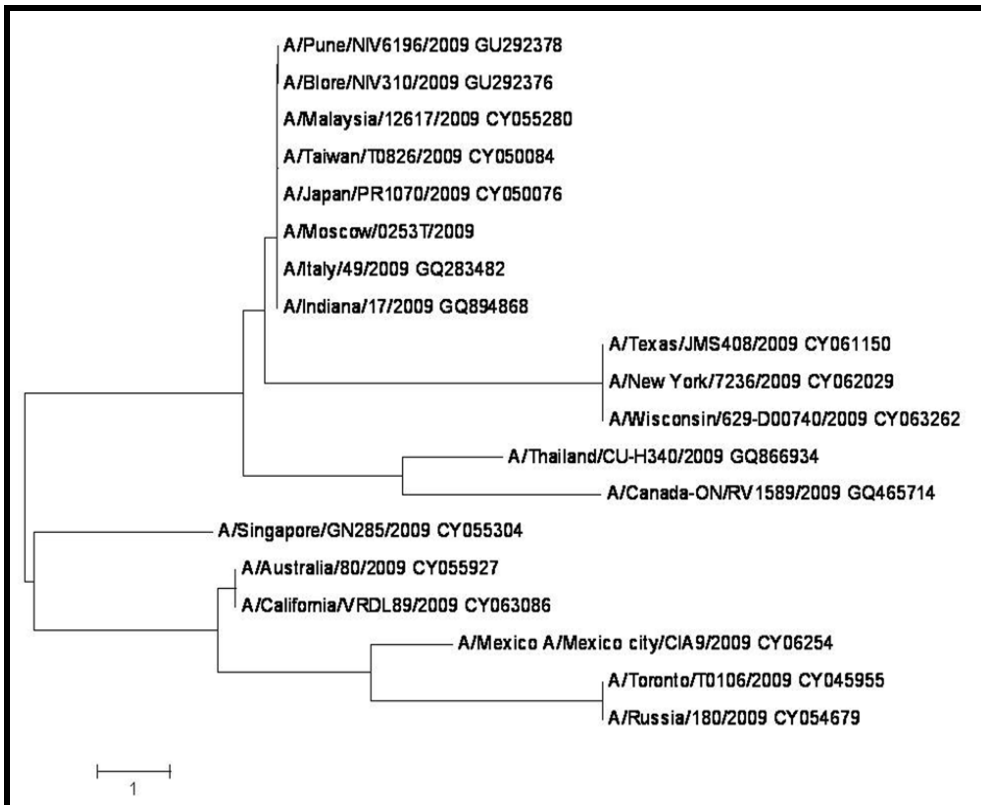 A/Pune/NIV6196/2009 GU292378
A/Blore/NIV310/2009 GU292376
A/Malaysia/12617/2009 CY055280
A/Taiwan/T0826/2009 CY050084
A/Japan/PR1070/2009 CY050076
A/Moscow/0253T/2009
A/Italy/49/2009 GQ283482
A/Indiana/17/2009 GQ894868
A/Texas/JMS408/2009 CY061150
A/New York/7236/2009 CY062029
A/Wisconsin/629-D00740/2009 CY063262
A/Thailand/CU-H340/2009 GQ866934
A/Canada-ON/RV1589/2009 GQ465714
A/Singapore/GN285/2009 CY055304
A/Australia/80/2009 CY055927
A/California/VRDL89/2009 CY063086
A/Mexico A/Mexico city/CIA9/2009 CY06254
A/Toronto/T0106/2009 CY045955
A/Russia/180/2009 CY054679
1